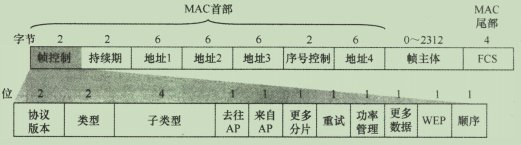 MAC首部
MAC
尾部
字节 2 2 6 6 6 2 6 0～2312 4
帧控制 持续期 地址1 地址2 地址3 序号控制 地址4 帧主体 FCS
位 2 2 4 1 1 1 1 1 1 1 1
协议版本 类型 子类型 去往AP 来自AP 更多分片 重试 功率管理 更多数据 WEP 顺序